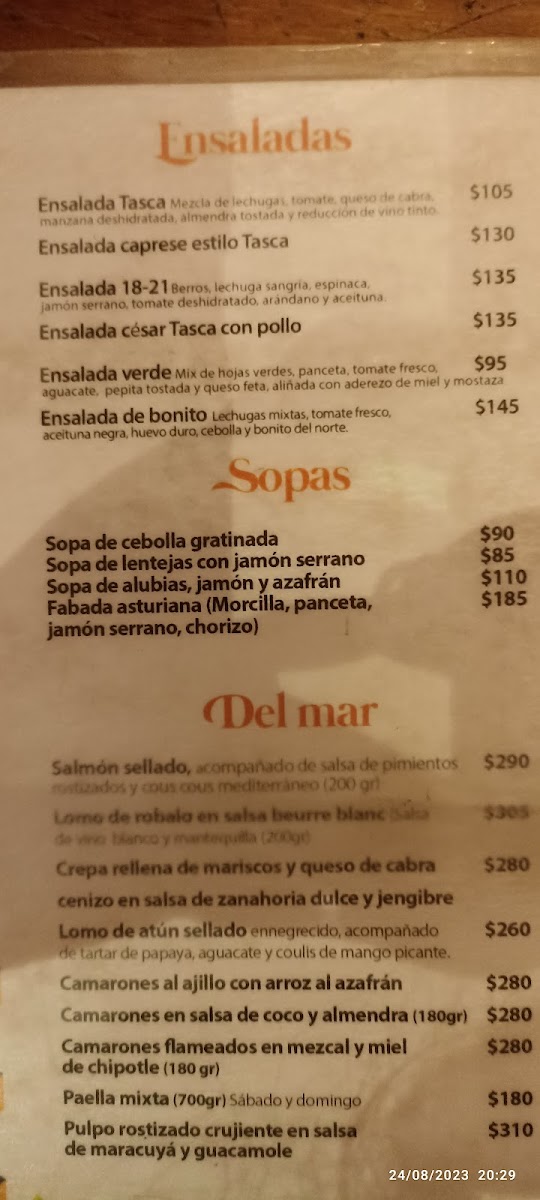 Ensaladas
Ensalada Tasca Mezcla de lechugas, tomate, queso de cabra, $105
manzana deshidratada, almendra tostada y reducción de vino tinto.
Ensalada caprese estilo Tasca $130
Ensalada 18-21 Berros, lechuga sangria, espinaca, $135
jamón serrano, tomate deshidratado, arándano y aceituna.
Ensalada césar Tasca con pollo $135
Ensalada verde Mix de hojas verdes, panceta, tomate fresco, $95
aguacate, pepita tostada y queso feta, aliñada con aderezo de miel y mostaza
Ensalada de bonito Lechugas mixtas, tomate fresco, $145
aceituna negra, huevo duro, cebolla y bonito del norte.
Sopas
Sopa de cebolla gratinada $90
Sopa de lentejas con jamón serrano $85
Sopa de alubias, jamón y azafrán $110
Fabada asturiana (Morcilla, panceta, $185
jamón serrano, chorizo)
Del mar
Salmón sellado, acompañado de salsa de pimientos $290
rostizados y cous cous mediterráneo (200 gr)
Lomo de robalo en salsa beurre blanc (Salsa $305
de vino blanco y mantequilla (200gr)
Crepa rellena de mariscos y queso de cabra $280
cenizo en salsa de zanahoria dulce y jengibre
Lomo de atún sellado ennegrecido, acompañado $260
de tartar de papaya, aguacate y coulis de mango picante.
Camarones al ajillo con arroz al azafrán $280
Camarones en salsa de coco y almendra (180gr) $280
Camarones flameados en mezcal y miel $280
de chipotle (180 gr)
Paella mixta (700gr) Sábado y domingo $180
Pulpo rostizado crujiente en salsa $310
de maracuyá y guacamole
24/08/2023 20:29